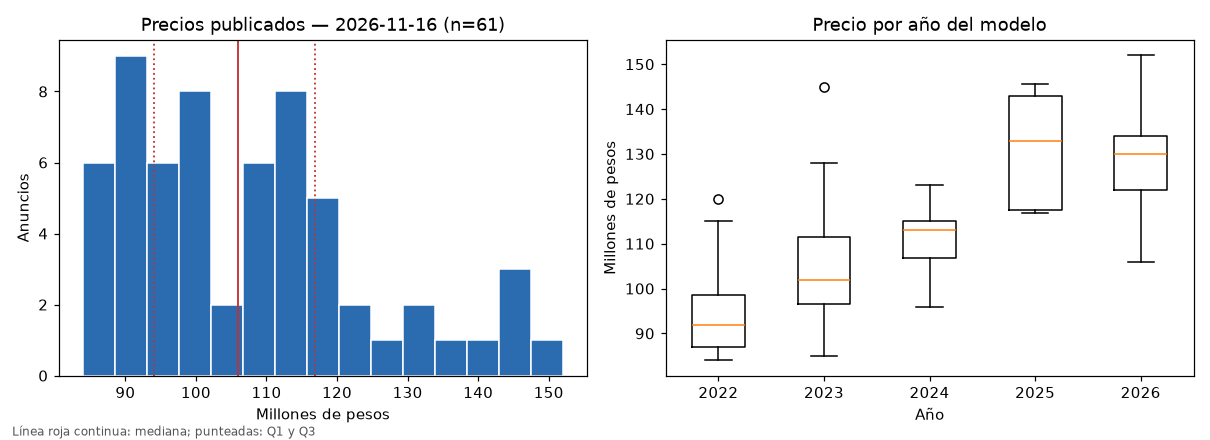 Precios publicados — 2026-11-16 (n=61)
8
6
4
2
0
Anuncios
90 100 110 120 130 140 150
Millones de pesos
Línea roja continua: mediana; punteadas: Q1 y Q3
Precio por año del modelo
150
140
130
120
110
100
90
Millones de pesos
2022 2023 2024 2025 2026
Año